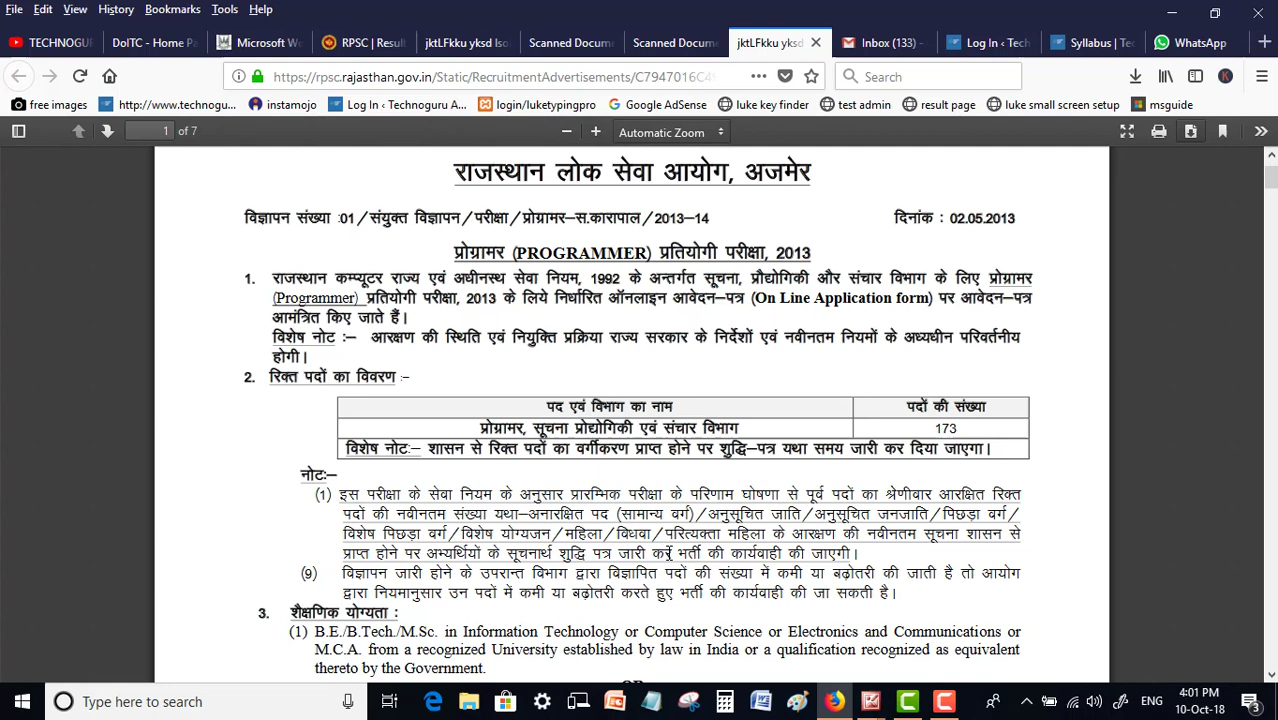 File Edit View History Bookmarks Tools Help
TECHNOGUR DoITC - Home Pa Microsoft Wo RPSC | Result jktLFkku yksd lso Scanned Docum Scanned Docum jktLFkku yksd Inbox (133) - Log In ‹ Tech Syllabus | Tec WhatsApp
https://rpsc.rajasthan.gov.in/Static/RecruitmentAdvertisements/C7947016C4 Search
free images http://www.technogu... instamojo Log In ‹ Technogru A... login/luketypingpro/ Google AdSense luke key finder test admin result page luke small screen setup msguide
1 of 7 Automatic Zoom
राजस्थान लोक सेवा आयोग, अजमेर
विज्ञापन संख्या :01/संयुक्त विज्ञापन/परीक्षा/प्रोग्रामर–स.कारापाल/2013–14 दिनांक : 02.05.2013
प्रोग्रामर (PROGRAMMER) प्रतियोगी परीक्षा, 2013
1. राजस्थान कम्प्यूटर राज्य एवं अधीनस्थ सेवा नियम, 1992 के अन्तर्गत सूचना, प्रौद्योगिकी और संचार विभाग के लिए प्रोग्रामर
(Programmer) प्रतियोगी परीक्षा, 2013 के लिये निर्धारित ऑनलाइन आवेदन–पत्र (On Line Application form) पर आवेदन–पत्र
आमंत्रित किए जाते हैं।
विशेष नोट :– आरक्षण की स्थिति एवं नियुक्ति प्रक्रिया राज्य सरकार के निर्देशों एवं नवीनतम नियमों के अध्यधीन परिवर्तनीय
होगी।
2. रिक्त पदों का विवरण :–
पद एवं विभाग का नाम पदों की संख्या
प्रोग्रामर, सूचना प्रोद्योगिकी एवं संचार विभाग 173
विशेष नोटः– शासन से रिक्त पदों का वर्गीकरण प्राप्त होने पर शुद्धि–पत्र यथा समय जारी कर दिया जाएगा।
नोटः–
(1) इस परीक्षा के सेवा नियम के अनुसार प्रारम्भिक परीक्षा के परिणाम घोषणा से पूर्व पदों का श्रेणीवार आरक्षित रिक्त
पदों की नवीनतम संख्या यथा–अनारक्षित पद (सामान्य वर्ग)/अनुसूचित जाति/अनुसूचित जनजाति/पिछड़ा वर्ग/
विशेष पिछड़ा वर्ग/विशेष योग्यजन/महिला/विधवा/परित्यक्ता महिला के आरक्षण की नवीनतम सूचना शासन से
प्राप्त होने पर अभ्यर्थियों के सूचनार्थ शुद्धि पत्र जारी कर भर्ती की कार्यवाही की जाएगी।
(9) विज्ञापन जारी होने के उपरान्त विभाग द्वारा विज्ञापित पदों की संख्या में कमी या बढ़ोतरी की जाती है तो आयोग
द्वारा नियमानुसार उन पदों में कमी या बढ़ोतरी करते हुए भर्ती की कार्यवाही की जा सकती है।
3. शैक्षणिक योग्यता :
(1) B.E./B.Tech./M.Sc. in Information Technology or Computer Science or Electronics and Communications or
M.C.A. from a recognized University established by law in India or a qualification recognized as equivalent
thereto by the Government.
Type here to search ENG 4:01 PM
10-Oct-18 3